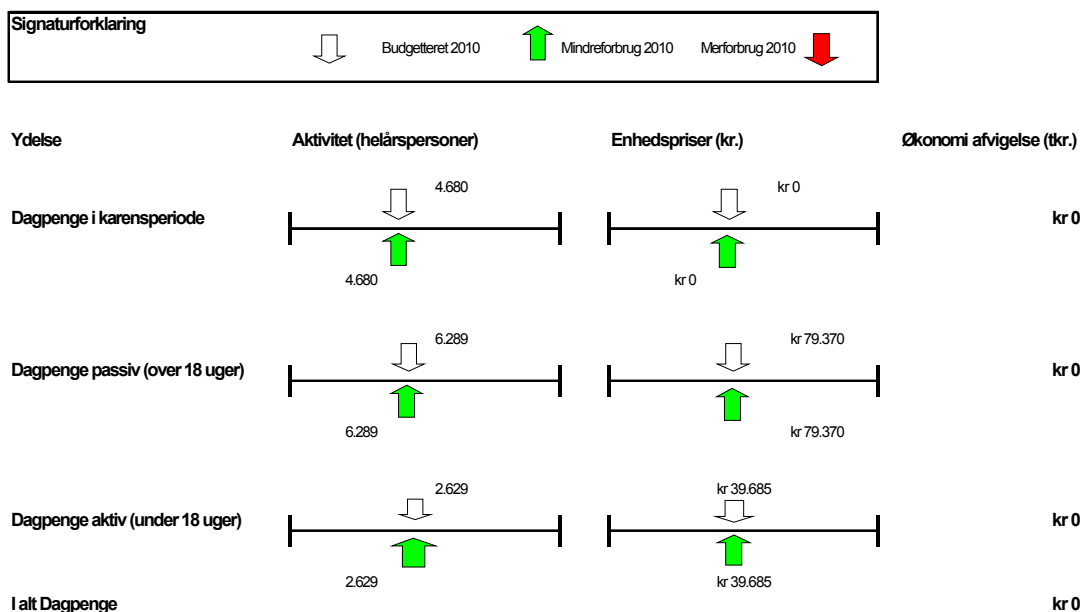 Signaturforklaring
Budgetteret 2010 Mindreforbrug 2010 Merforbrug 2010
Ydelse Aktivitet (helårspersoner) Enhedspriser (kr.) Økonomi afvigelse (tkr.)
4.680 kr 0
Dagpenge i karensperiode kr 0
4.680 kr 0
6.289 kr 79.370
Dagpenge passiv (over 18 uger) kr 0
6.289 kr 79.370
2.629 kr 39.685
Dagpenge aktiv (under 18 uger) kr 0
2.629 kr 39.685
I alt Dagpenge kr 0